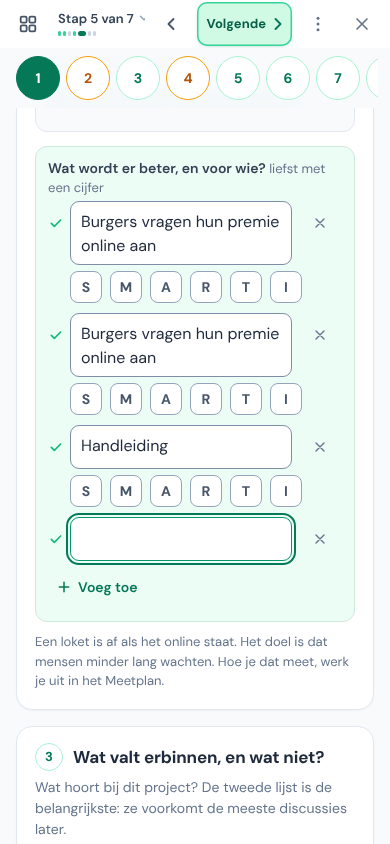 Stap 5 van 7
Volgende
1 2 3 4 5 6 7
Wat wordt er beter, en voor wie? liefst met
een cijfer
Burgers vragen hun premie
online aan
S M A R T I
Burgers vragen hun premie
online aan
S M A R T I
Handleiding
S M A R T I
+ Voeg toe
Een loket is af als het online staat. Het doel is dat
mensen minder lang wachten. Hoe je dat meet, werk
je uit in het Meetplan.
3 Wat valt erbinnen, en wat niet?
Wat hoort bij dit project? De tweede lijst is de
belangrijkste: ze voorkomt de meeste discussies
later.